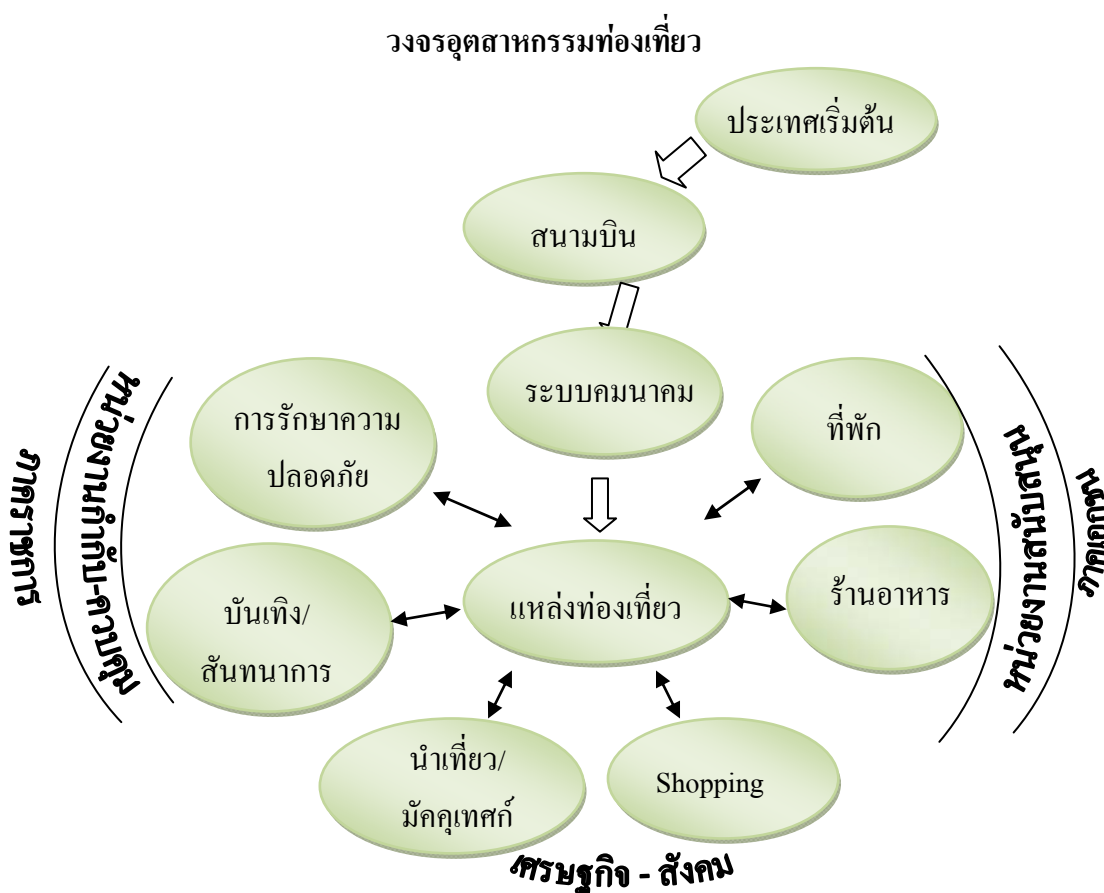 วงจรอุตสาหกรรมท่องเที่ยว
ประเทศเริ่มต้น
สนามบิน
ระบบคมนาคม
การรักษาความ
ปลอดภัย
ที่พัก
แหล่งท่องเที่ยว
ร้านอาหาร
บันเทิง/
สันทนาการ
นำเที่ยว/
มัคคุเทศก์
Shopping
ภาคราชการ
หน่วยงานกำกับ-ควบคุม
หน่วยงานสนับสนุน
ภาคเอกชน
เศรษฐกิจ - สังคม